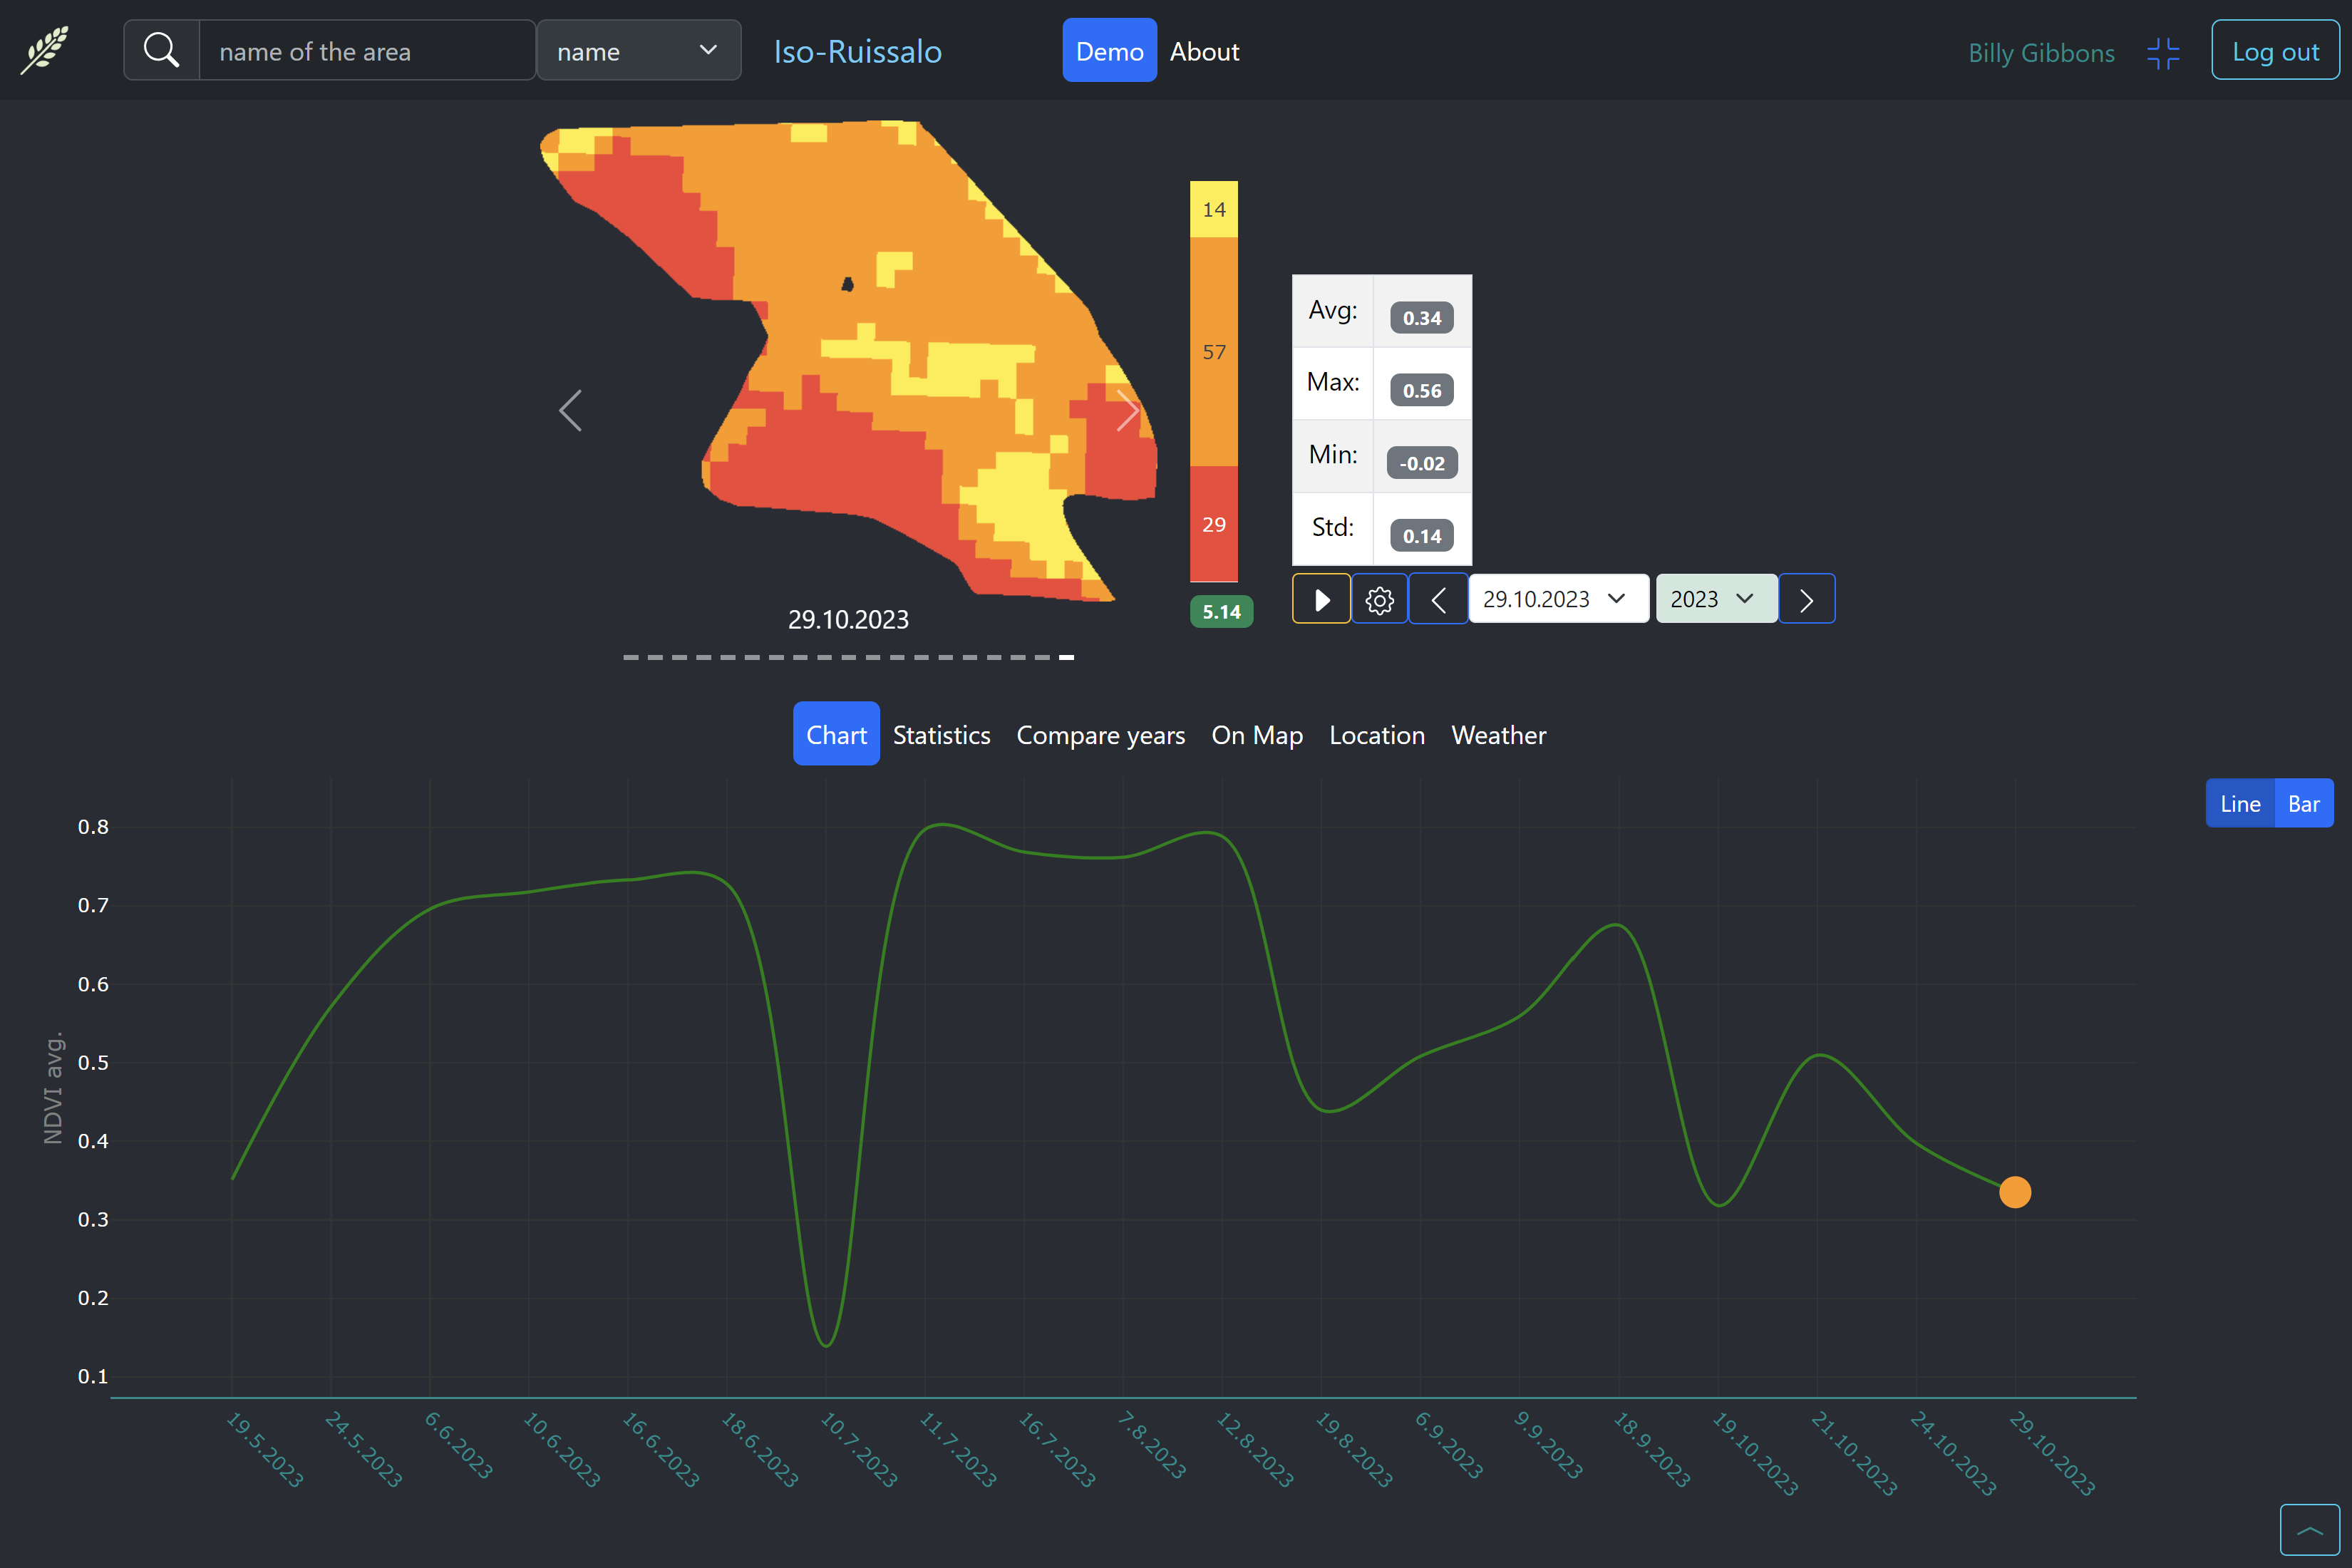 name of the area
name
Iso-Ruissalo
Demo
About
Billy Gibbons
Log out
14
57
29
5.14
Avg: 0.34
Max: 0.56
Min: -0.02
Std: 0.14
29.10.2023
2023
29.10.2023
Chart
Statistics
Compare years
On Map
Location
Weather
Line
Bar
NDVI avg.
0.8
0.7
0.6
0.5
0.4
0.3
0.2
0.1
19.5.2023
24.5.2023
6.6.2023
10.6.2023
16.6.2023
18.6.2023
10.7.2023
11.7.2023
16.7.2023
7.8.2023
12.8.2023
19.8.2023
6.9.2023
9.9.2023
18.9.2023
19.10.2023
21.10.2023
24.10.2023
29.10.2023